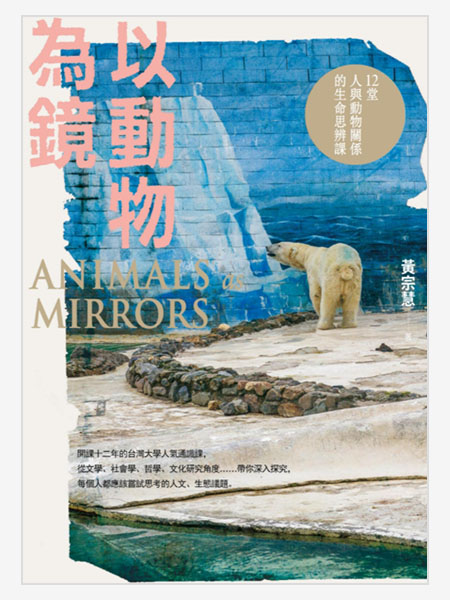 以動物
為鏡
12堂
人與動物關係
的生命思辨課
ANIMALS as
MIRRORS
黃宗慧
開課十二年的台灣大學人氣通識課，
從文學、社會學、哲學、文化研究角度……帶你深入探究，
每個人都應該嘗試思考的人文、生態議題。